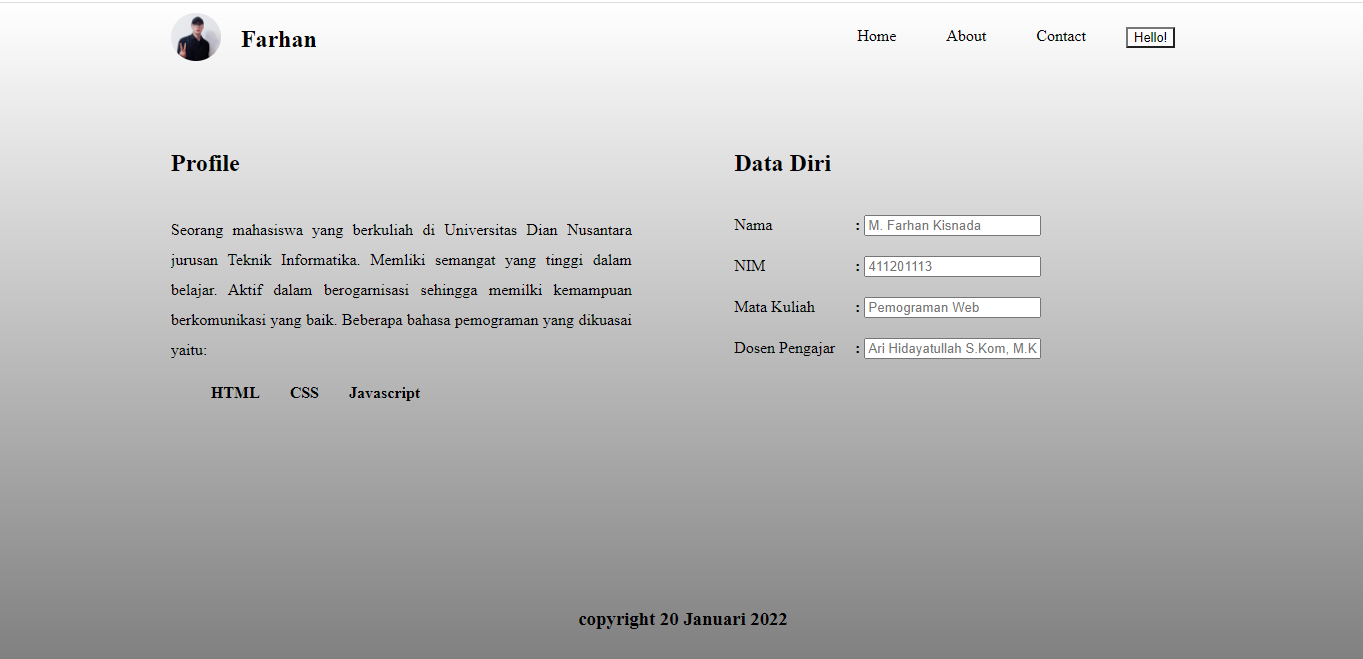 Farhan
Home About Contact Hello!
Profile
Seorang mahasiswa yang berkuliah di Universitas Dian Nusantara
jurusan Teknik Informatika. Memliki semangat yang tinggi dalam
belajar. Aktif dalam berogarnisasi sehingga memilki kemampuan
berkomunikasi yang baik. Beberapa bahasa pemograman yang dikuasai
yaitu:
HTML CSS Javascript
Data Diri
Nama : M. Farhan Kisnada
NIM : 411201113
Mata Kuliah : Pemograman Web
Dosen Pengajar : Ari Hidayatullah S.Kom, M.K
copyright 20 Januari 2022